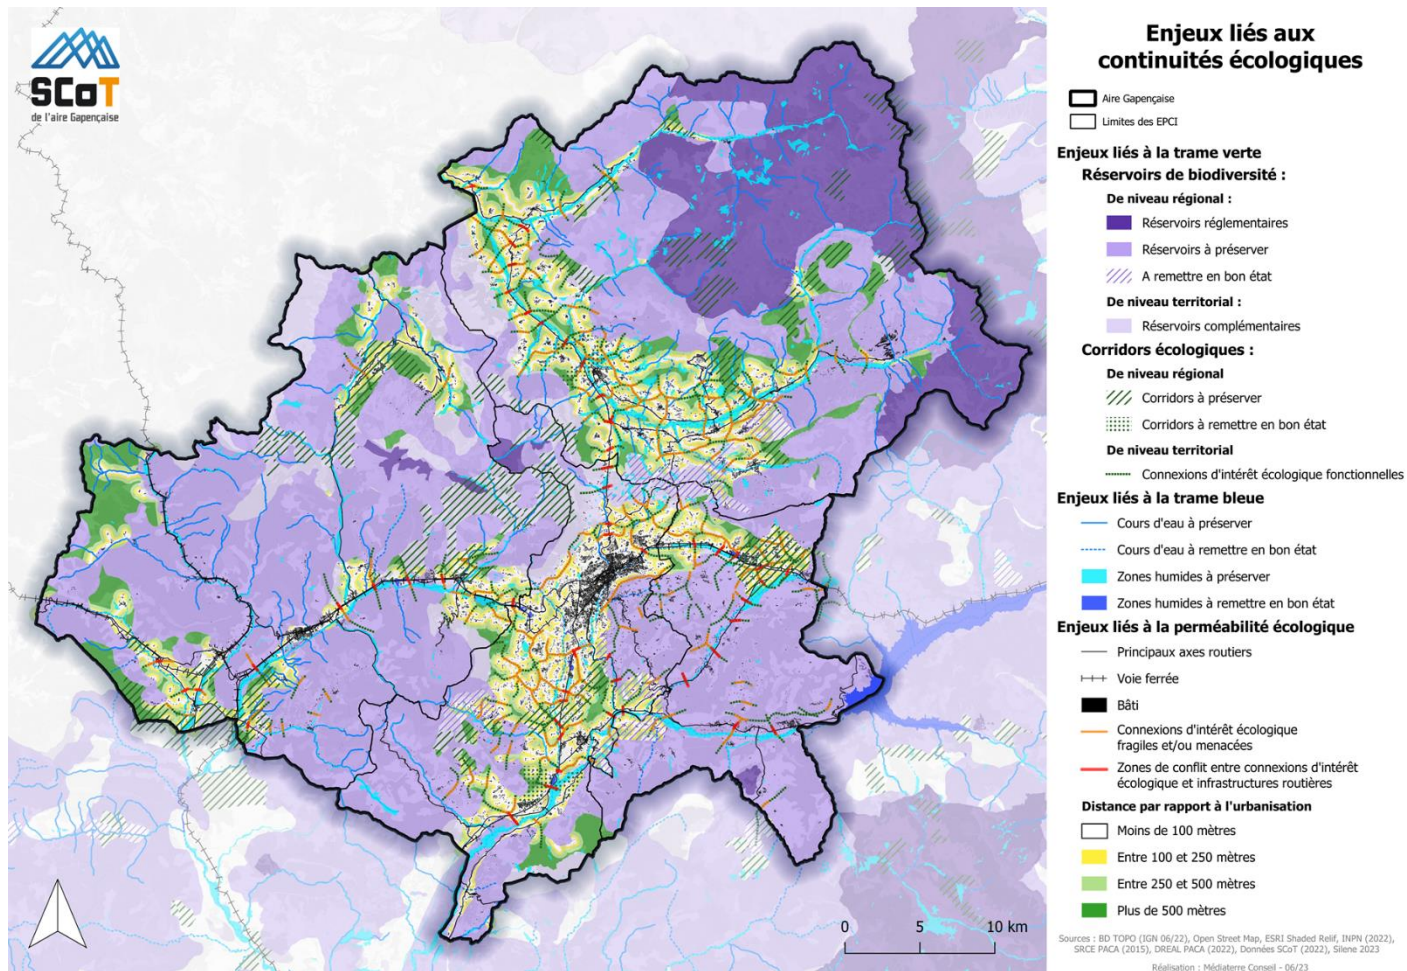 SCoT
de l'aire Gapençaise
0
5
10 km
Enjeux liés aux
continuités écologiques
Aire Gapençaise
Limites des EPCI
Enjeux liés à la trame verte
Réservoirs de biodiversité :
De niveau régional :
Réservoirs réglementaires
Réservoirs à préserver
A remettre en bon état
De niveau territorial :
Réservoirs complémentaires
Corridors écologiques :
De niveau régional
Corridors à préserver
Corridors à remettre en bon état
De niveau territorial
Connexions d'intérêt écologique fonctionnelles
Enjeux liés à la trame bleue
Cours d'eau à préserver
Cours d'eau à remettre en bon état
Zones humides à préserver
Zones humides à remettre en bon état
Enjeux liés à la perméabilité écologique
Principaux axes routiers
Voie ferrée
Bâti
Connexions d'intérêt écologique
fragiles et/ou menacées
Zones de conflit entre connexions d'intérêt
écologique et infrastructures routières
Distance par rapport à l'urbanisation
Moins de 100 mètres
Entre 100 et 250 mètres
Entre 250 et 500 mètres
Plus de 500 mètres
Sources : BD TOPO (IGN 06/22), Open Street Map, ESRI Shaded Relif, INPN (2022),
SRCE PACA (2015), DREAL PACA (2022), Données SCoT (2022), Silene 2023
Réalisation : Médiaterre Conseil - 06/23